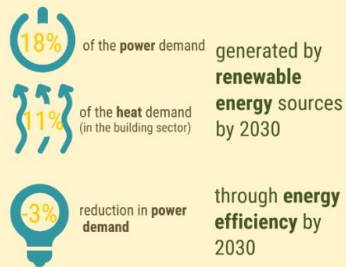 18%
of the power demand
11%
of the heat demand
(in the building sector)
generated by
renewable
energy sources
by 2030
-3%
reduction in power
demand
through energy
efficiency by
2030